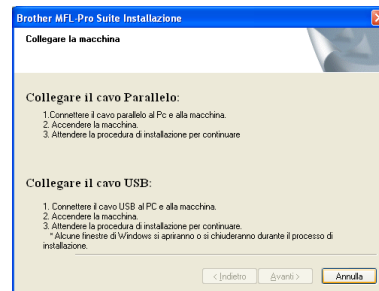 Brother MFL-Pro Suite Installazione
Collegare la macchina
Collegare il cavo Parallelo:
1.Connettere il cavo parallelo al Pc e alla macchina.
2. Accendere la macchina.
3. Attendere la procedura di installazione per continuare
Collegare il cavo USB:
1. Connettere il cavo USB al PC e alla macchina.
2. Accendere la macchina.
3. Attendere la procedura di installazione per continuare.
* Alcune finestre di Windows si apriranno o si chiuderanno durante il processo di
installazione.
< Indietro
Avanti >
Annulla